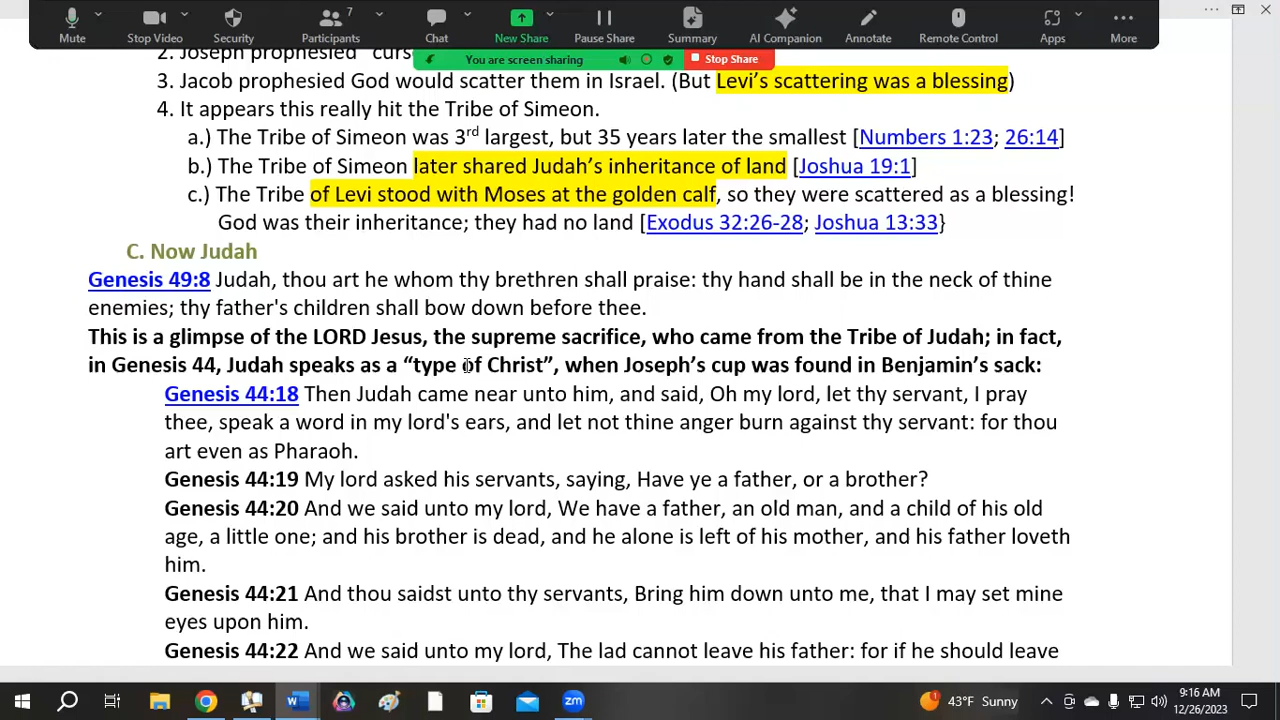 7
Mute
Stop Video
Security
Participants
Chat
New Share
Pause Share
Summary
AI Companion
Annotate
Remote Control
Apps
More
You are screen sharing
Stop Share
2. Joseph prophesied "curs
3. Jacob prophesied God would scatter them in Israel. (But Levi's scattering was a blessing)
4. It appears this really hit the Tribe of Simeon.
a.) The Tribe of Simeon was 3rd largest, but 35 years later the smallest [Numbers 1:23; 26:14]
b.) The Tribe of Simeon later shared Judah's inheritance of land [Joshua 19:1]
c.) The Tribe of Levi stood with Moses at the golden calf, so they were scattered as a blessing!
God was their inheritance; they had no land [Exodus 32:26-28; Joshua 13:33}
C. Now Judah
Genesis 49:8 Judah, thou art he whom thy brethren shall praise: thy hand shall be in the neck of thine
enemies; thy father's children shall bow down before thee.
This is a glimpse of the LORD Jesus, the supreme sacrifice, who came from the Tribe of Judah; in fact,
in Genesis 44, Judah speaks as a “type of Christ”, when Joseph's cup was found in Benjamin's sack:
Genesis 44:18 Then Judah came near unto him, and said, Oh my lord, let thy servant, I pray
thee, speak a word in my lord's ears, and let not thine anger burn against thy servant: for thou
art even as Pharaoh.
Genesis 44:19 My lord asked his servants, saying, Have ye a father, or a brother?
Genesis 44:20 And we said unto my lord, We have a father, an old man, and a child of his old
age, a little one; and his brother is dead, and he alone is left of his mother, and his father loveth
him.
Genesis 44:21 And thou saidst unto thy servants, Bring him down unto me, that I may set mine
eyes upon him.
Genesis 44:22 And we said unto my lord, The lad cannot leave his father: for if he should leave
1
43°F Sunny
9:16 AM
12/26/2023